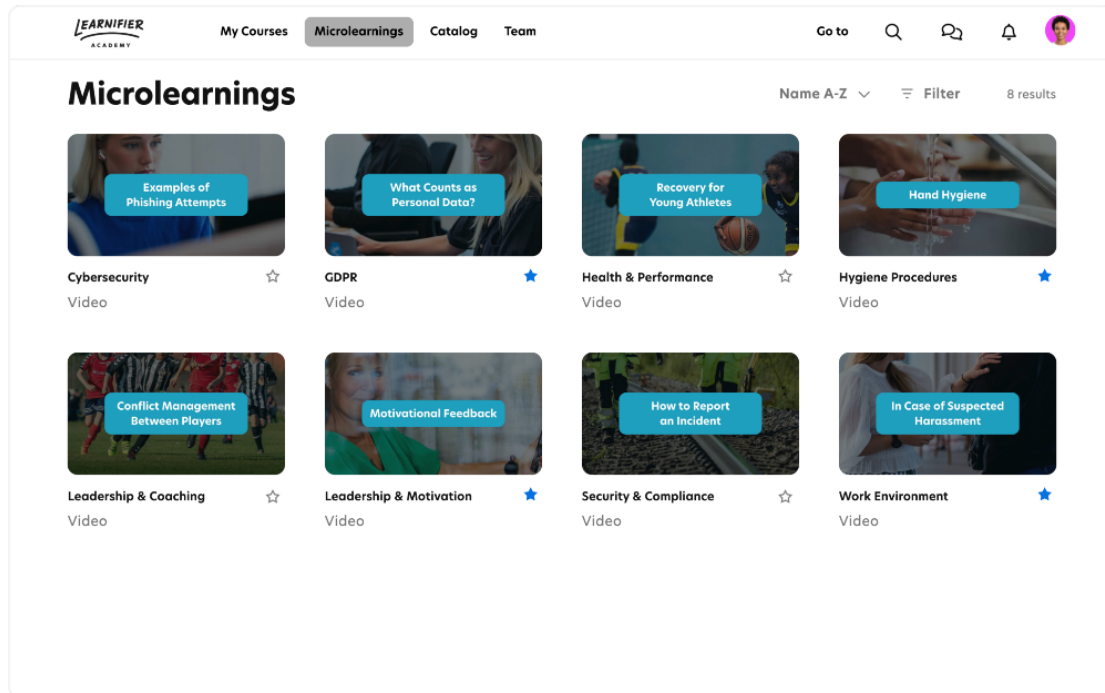 LEARNIFIER
ACADEMY
My Courses
Microlearnings
Catalog
Team
Go to
Microlearnings
Name A-Z
Filter
8 results
Examples of
Phishing Attempts
What Counts as
Personal Data?
Recovery for
Young Athletes
Hand Hygiene
Cybersecurity
GDPR
Health & Performance
Hygiene Procedures
Video
Video
Video
Video
Conflict Management
Between Players
Motivational Feedback
How to Report
an Incident
In Case of Suspected
Harassment
Leadership & Coaching
Leadership & Motivation
Security & Compliance
Work Environment
Video
Video
Video
Video